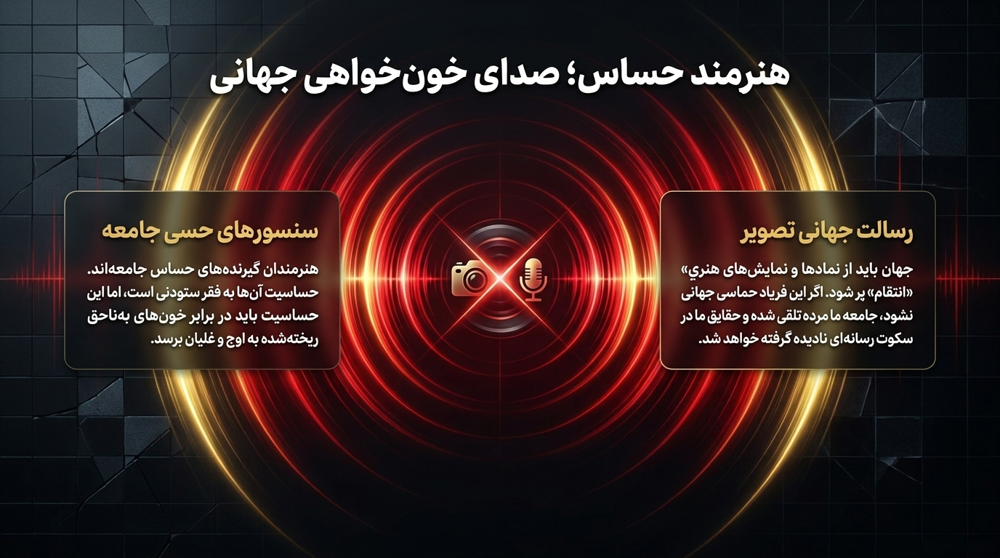 هنرمند حساس؛ صدای خون‌خواهی جهانی
رسالت جهانی تصویر
جهان باید از نمادها و نمایش‌های هنریِ»
«انتقام» پر شود. اگر این فریاد حماسی جهانی
نشود، جامعه ما مرده تلقی شده و حقایق ما در
سکوت رسانه‌ای نادیده گرفته خواهد شد.
سنسورهای حسی جامعه
هنرمندان گیرنده‌های حساس جامعه‌اند.
حساسیت آن‌ها به فقر ستودنی است، اما این
حساسیت باید در برابر خون‌های به‌ناحق
ریخته‌شده به اوج و غلیان برسد.